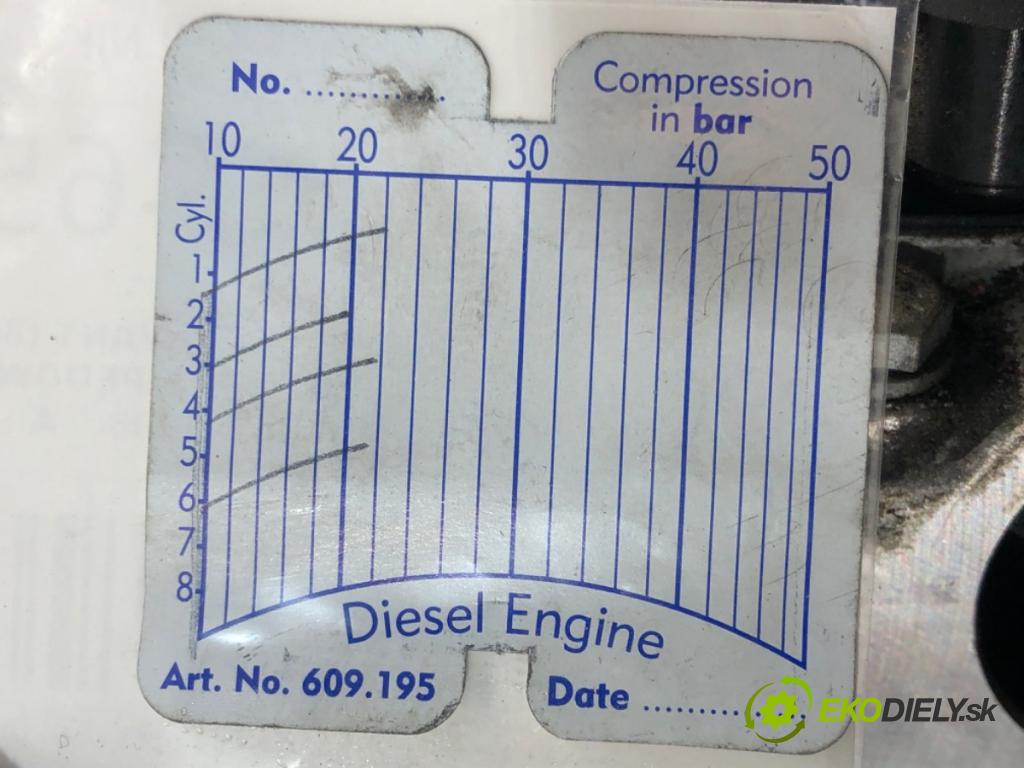 No. ................
Compression
in bar
10 20 30 40 50
Cyl.
1
2
3
4
5
6
7
8
Diesel Engine
Art. No. 609.195
Date ................
EKODIELY.sk